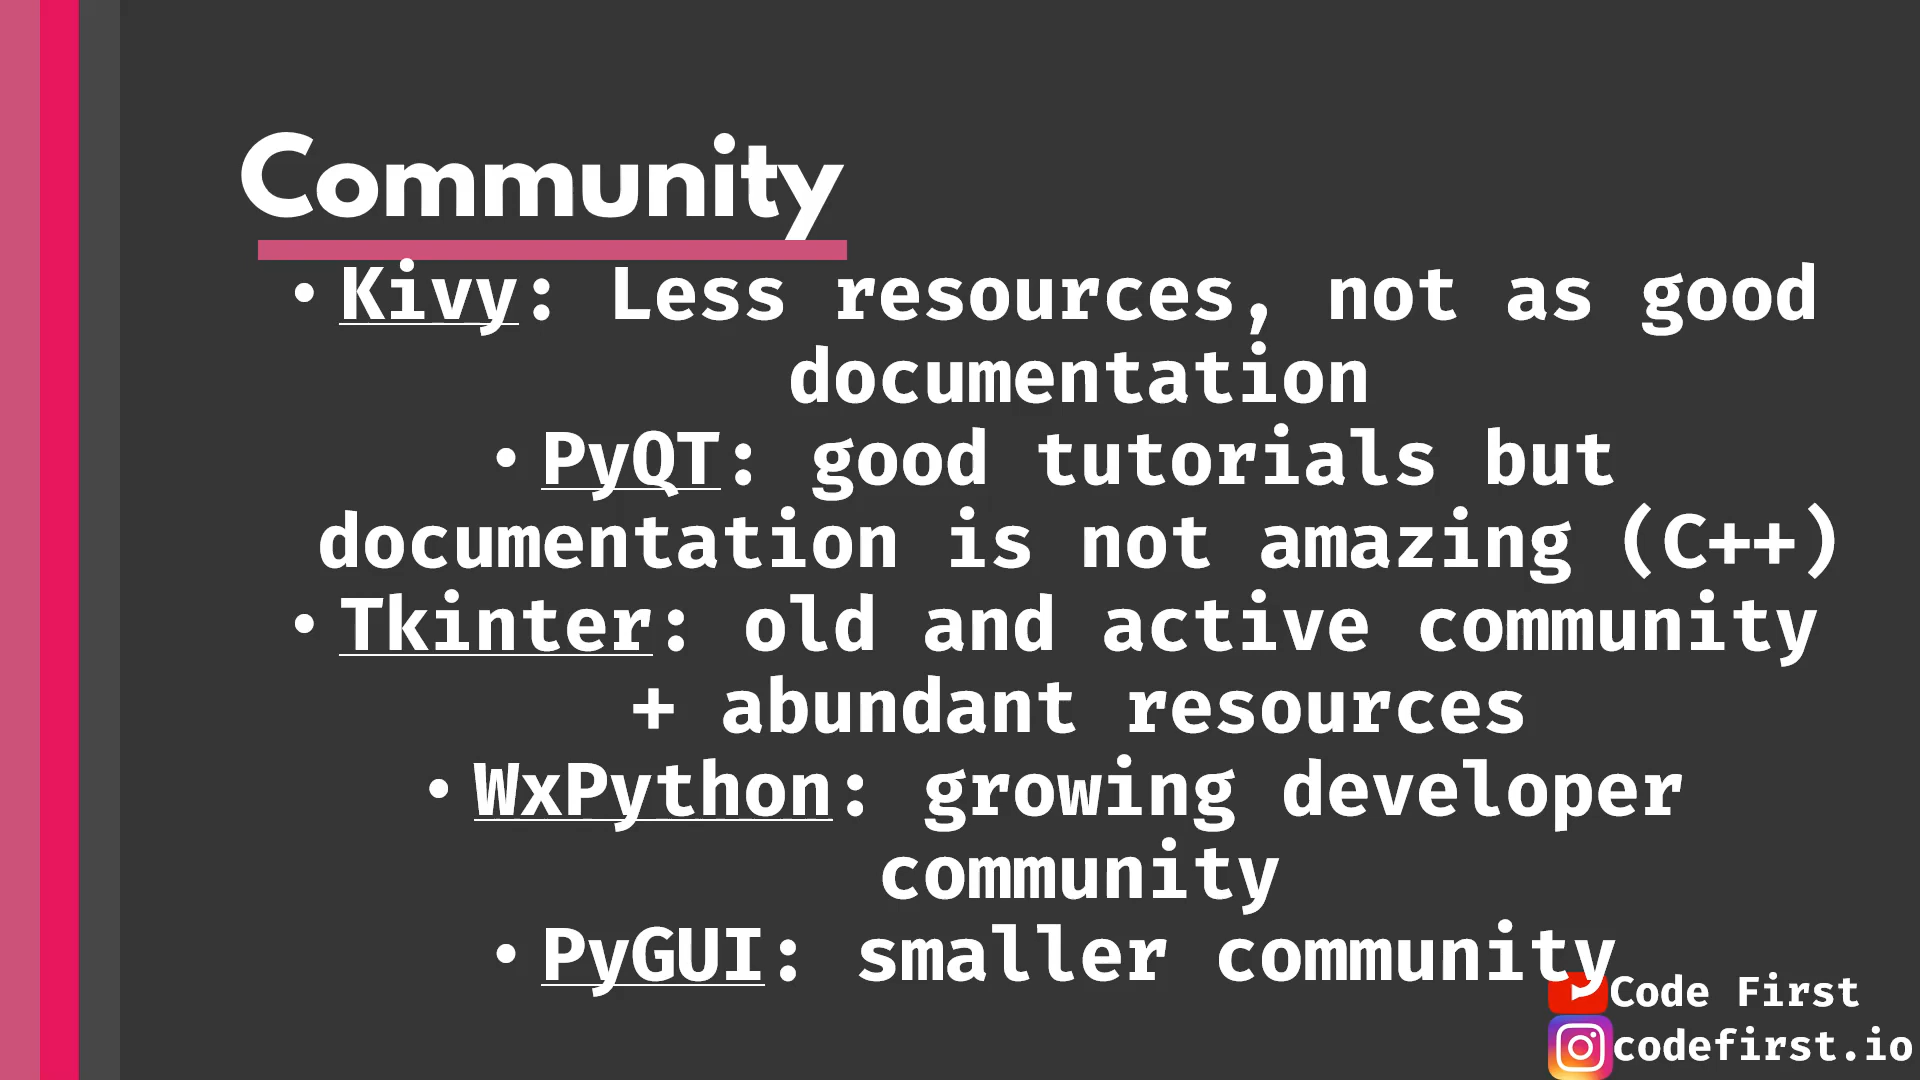 Community
• Kivy: Less resources, not as good
documentation
• PyQT: good tutorials but
documentation is not amazing (C++)
• Tkinter: old and active community
+ abundant resources
• WxPython: growing developer
community
• PyGUI: smaller community
Code First
codefirst.io